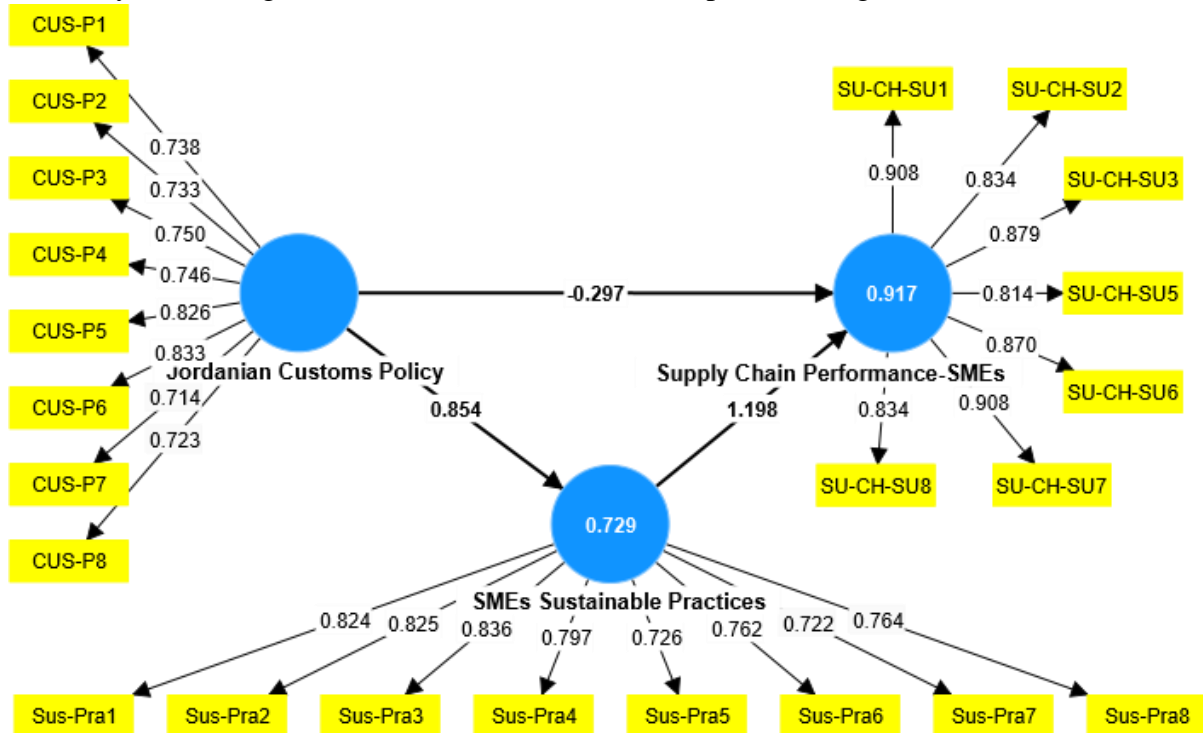 CUS-P1
CUS-P2
CUS-P3
CUS-P4
CUS-P5
CUS-P6
CUS-P7
CUS-P8
0.738
0.733
0.750
0.746
0.826
0.833
0.714
0.723
Jordanian Customs Policy
-0.297
0.854
1.198
SU-CH-SU1
SU-CH-SU2
SU-CH-SU3
SU-CH-SU5
SU-CH-SU6
SU-CH-SU7
SU-CH-SU8
0.908
0.834
0.879
0.814
0.870
0.908
0.834
0.917
Supply Chain Performance-SMEs
0.729
SMEs Sustainable Practices
0.824
0.825
0.836
0.797
0.726
0.762
0.722
0.764
Sus-Pra1
Sus-Pra2
Sus-Pra3
Sus-Pra4
Sus-Pra5
Sus-Pra6
Sus-Pra7
Sus-Pra8